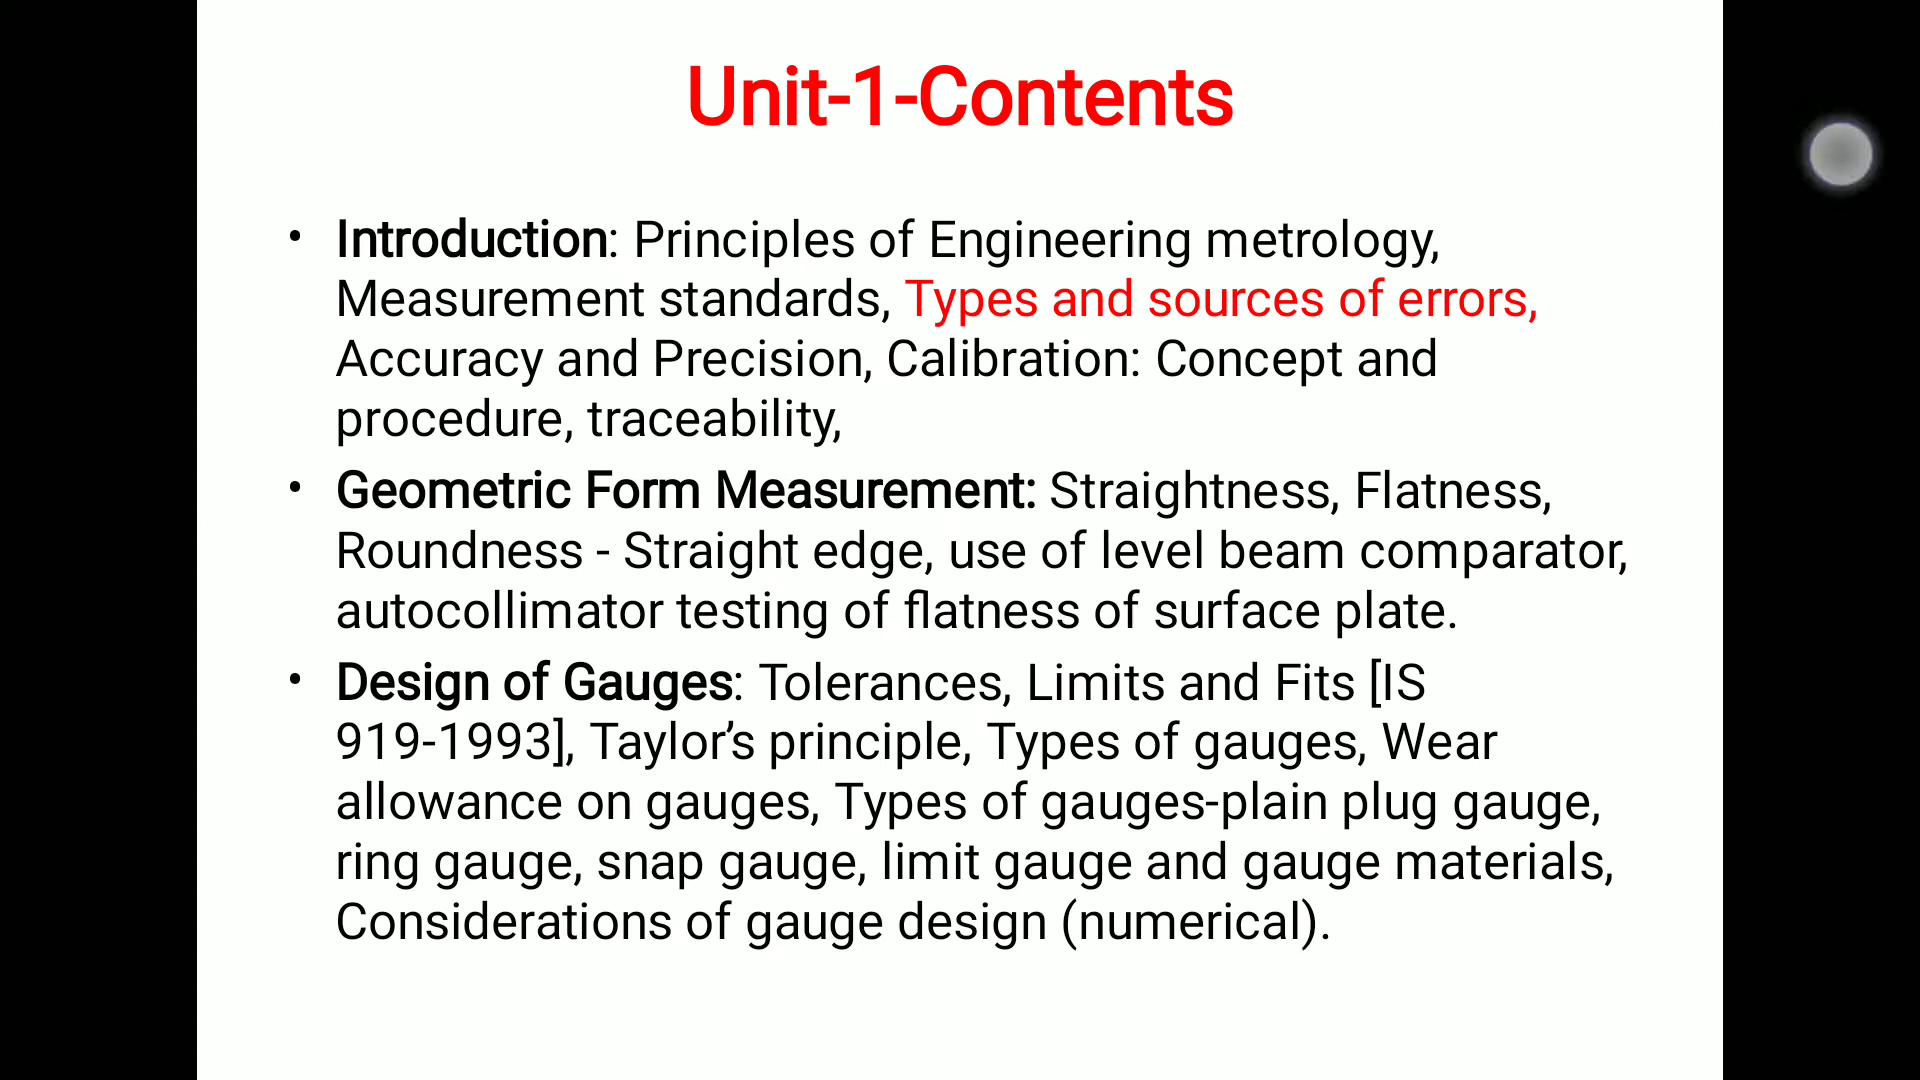 Unit-1-Contents
• Introduction: Principles of Engineering metrology,
Measurement standards, Types and sources of errors,
Accuracy and Precision, Calibration: Concept and
procedure, traceability,
• Geometric Form Measurement: Straightness, Flatness,
Roundness - Straight edge, use of level beam comparator,
autocollimator testing of flatness of surface plate.
• Design of Gauges: Tolerances, Limits and Fits [IS
919-1993], Taylor’s principle, Types of gauges, Wear
allowance on gauges, Types of gauges-plain plug gauge,
ring gauge, snap gauge, limit gauge and gauge materials,
Considerations of gauge design (numerical).